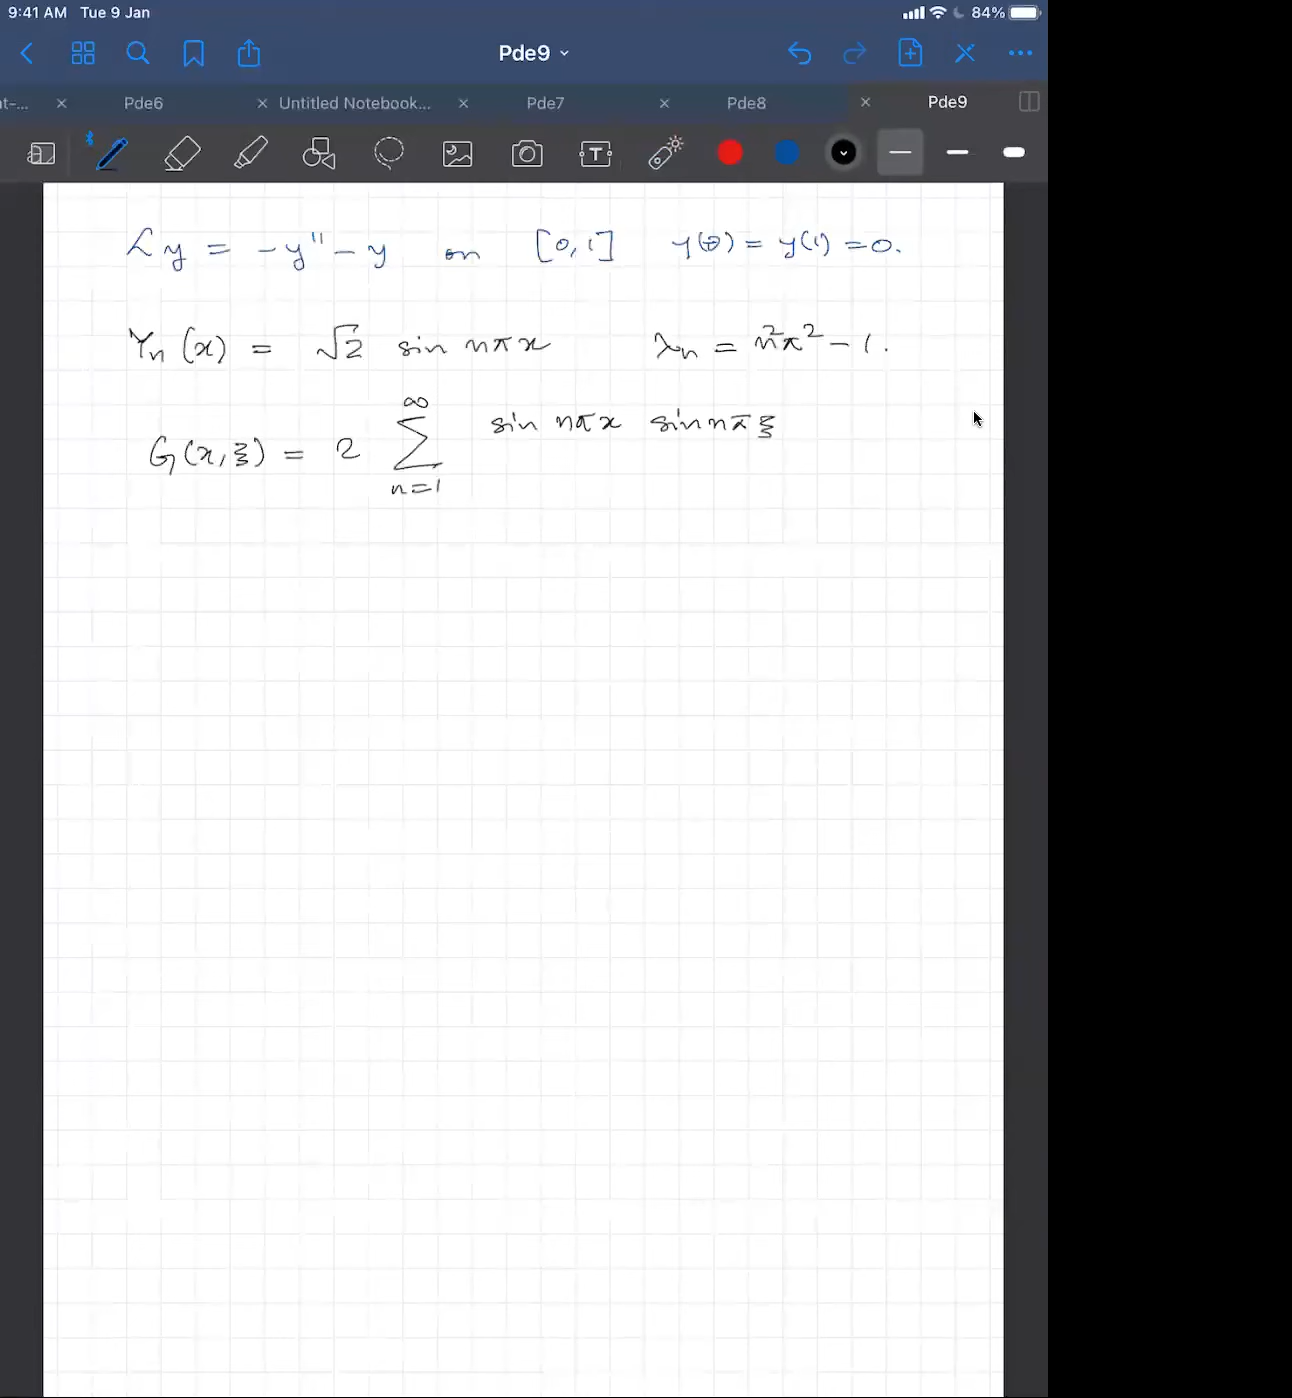 9:41 AM Tue 9 Jan 84%
Pde9
at-... Pde6 Untitled Notebook... Pde7 Pde8 Pde9
T
Ly = -y'' - y on [0,1] y(0) = y(1) = 0.
Yₙ(x) = √2 sin nπx λₙ = n²π² - 1.
G(x,ξ) = 2 ∑ₙ₌₁^∞ sin nπx sin nπξ